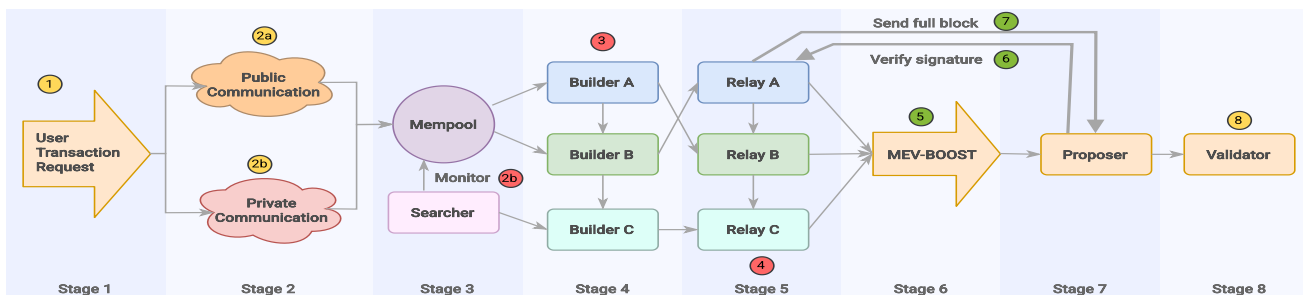 1
User
Transaction
Request
2a
Public
Communication
2b
Private
Communication
Mempool
Monitor 2b
Searcher
3
Builder A
Builder B
Builder C
Relay A
Relay B
Relay C
4
5
MEV-BOOST
Send full block 7
Verify signature 6
Proposer
8
Validator
Stage 1
Stage 2
Stage 3
Stage 4
Stage 5
Stage 6
Stage 7
Stage 8